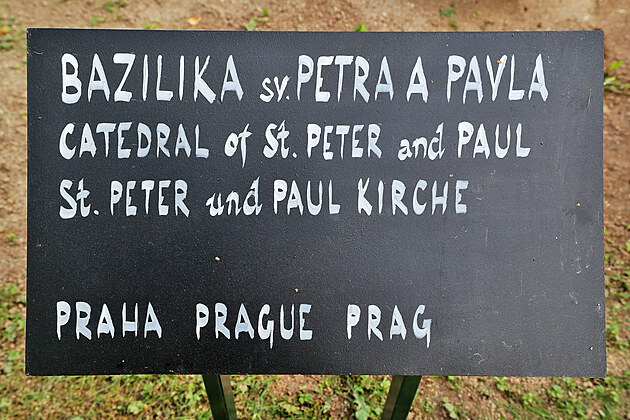 BAZILIKA sv. PETRA A PAVLA
CATEDRAL of St. PETER and PAUL
St. PETER und PAUL KIRCHE
PRAHA PRAGUE PRAG